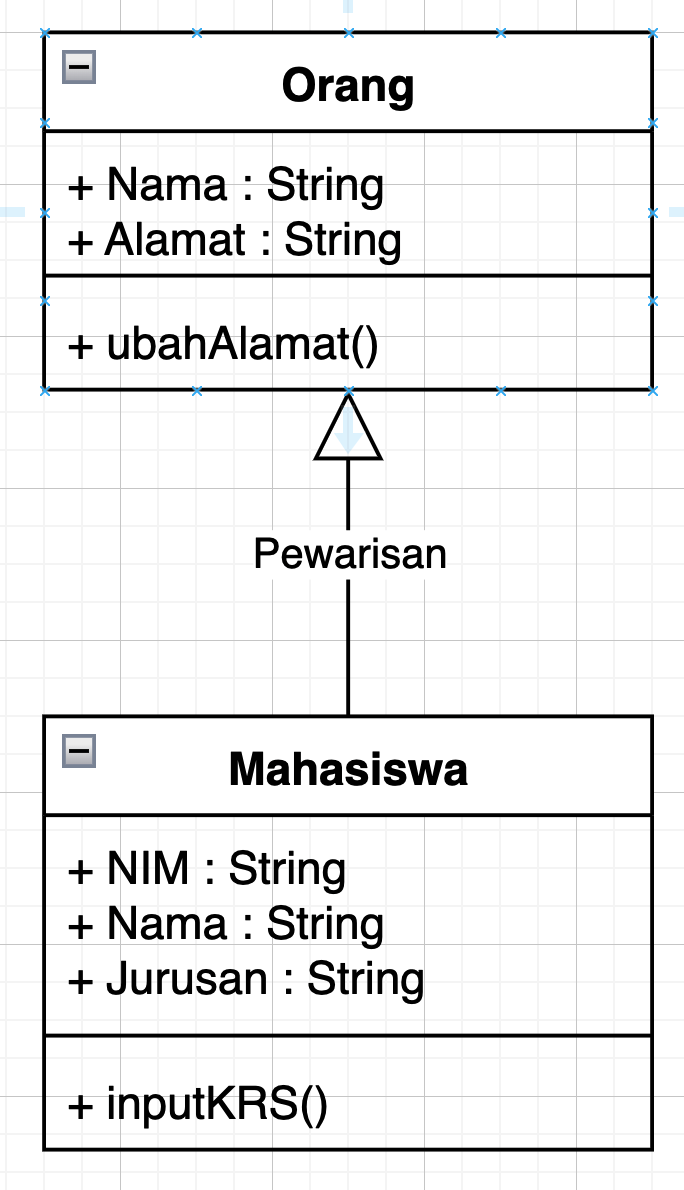 Orang
+ Nama : String
+ Alamat : String
+ ubahAlamat()
Pewarisan
Mahasiswa
+ NIM : String
+ Nama : String
+ Jurusan : String
+ inputKRS()